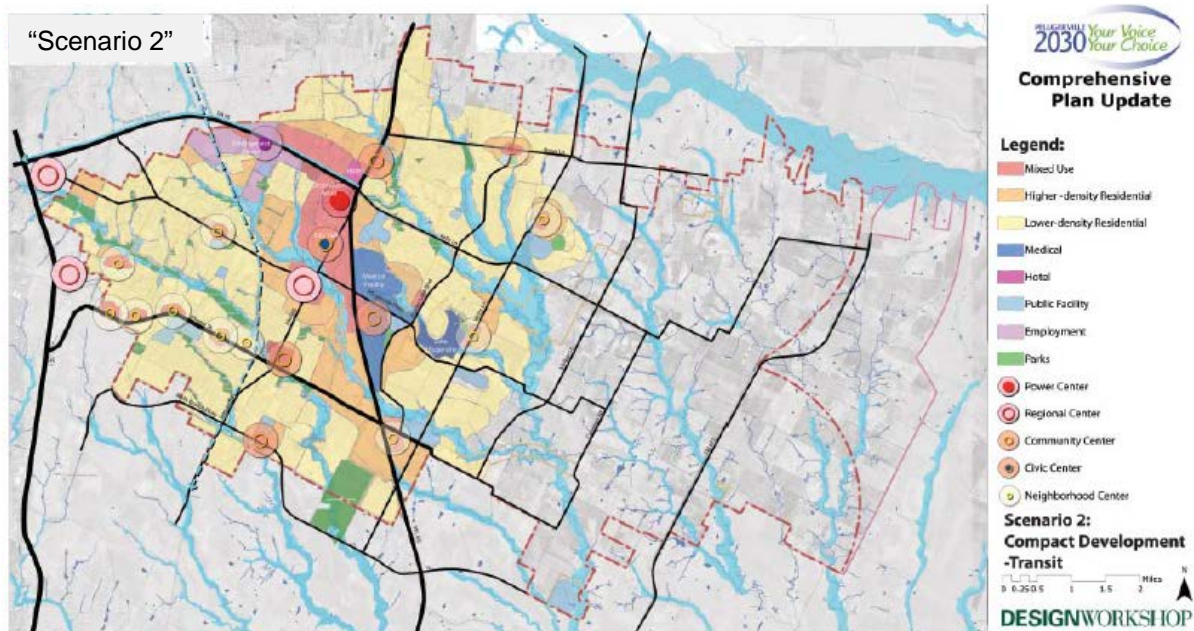 "Scenario 2"
PFLUGERVILLE
2030
Your Voice
Your Choice
Comprehensive
Plan Update
Legend:
Mixed Use
Higher-density Residential
Lower-density Residential
Medical
Hotel
Public Facility
Employment
Parks
Power Center
Regional Center
Community Center
Civic Center
Neighborhood Center
Scenario 2:
Compact Development
-Transit
0 0.25 0.5 1 1.5 2 Miles
N
DESIGNWORKSHOP